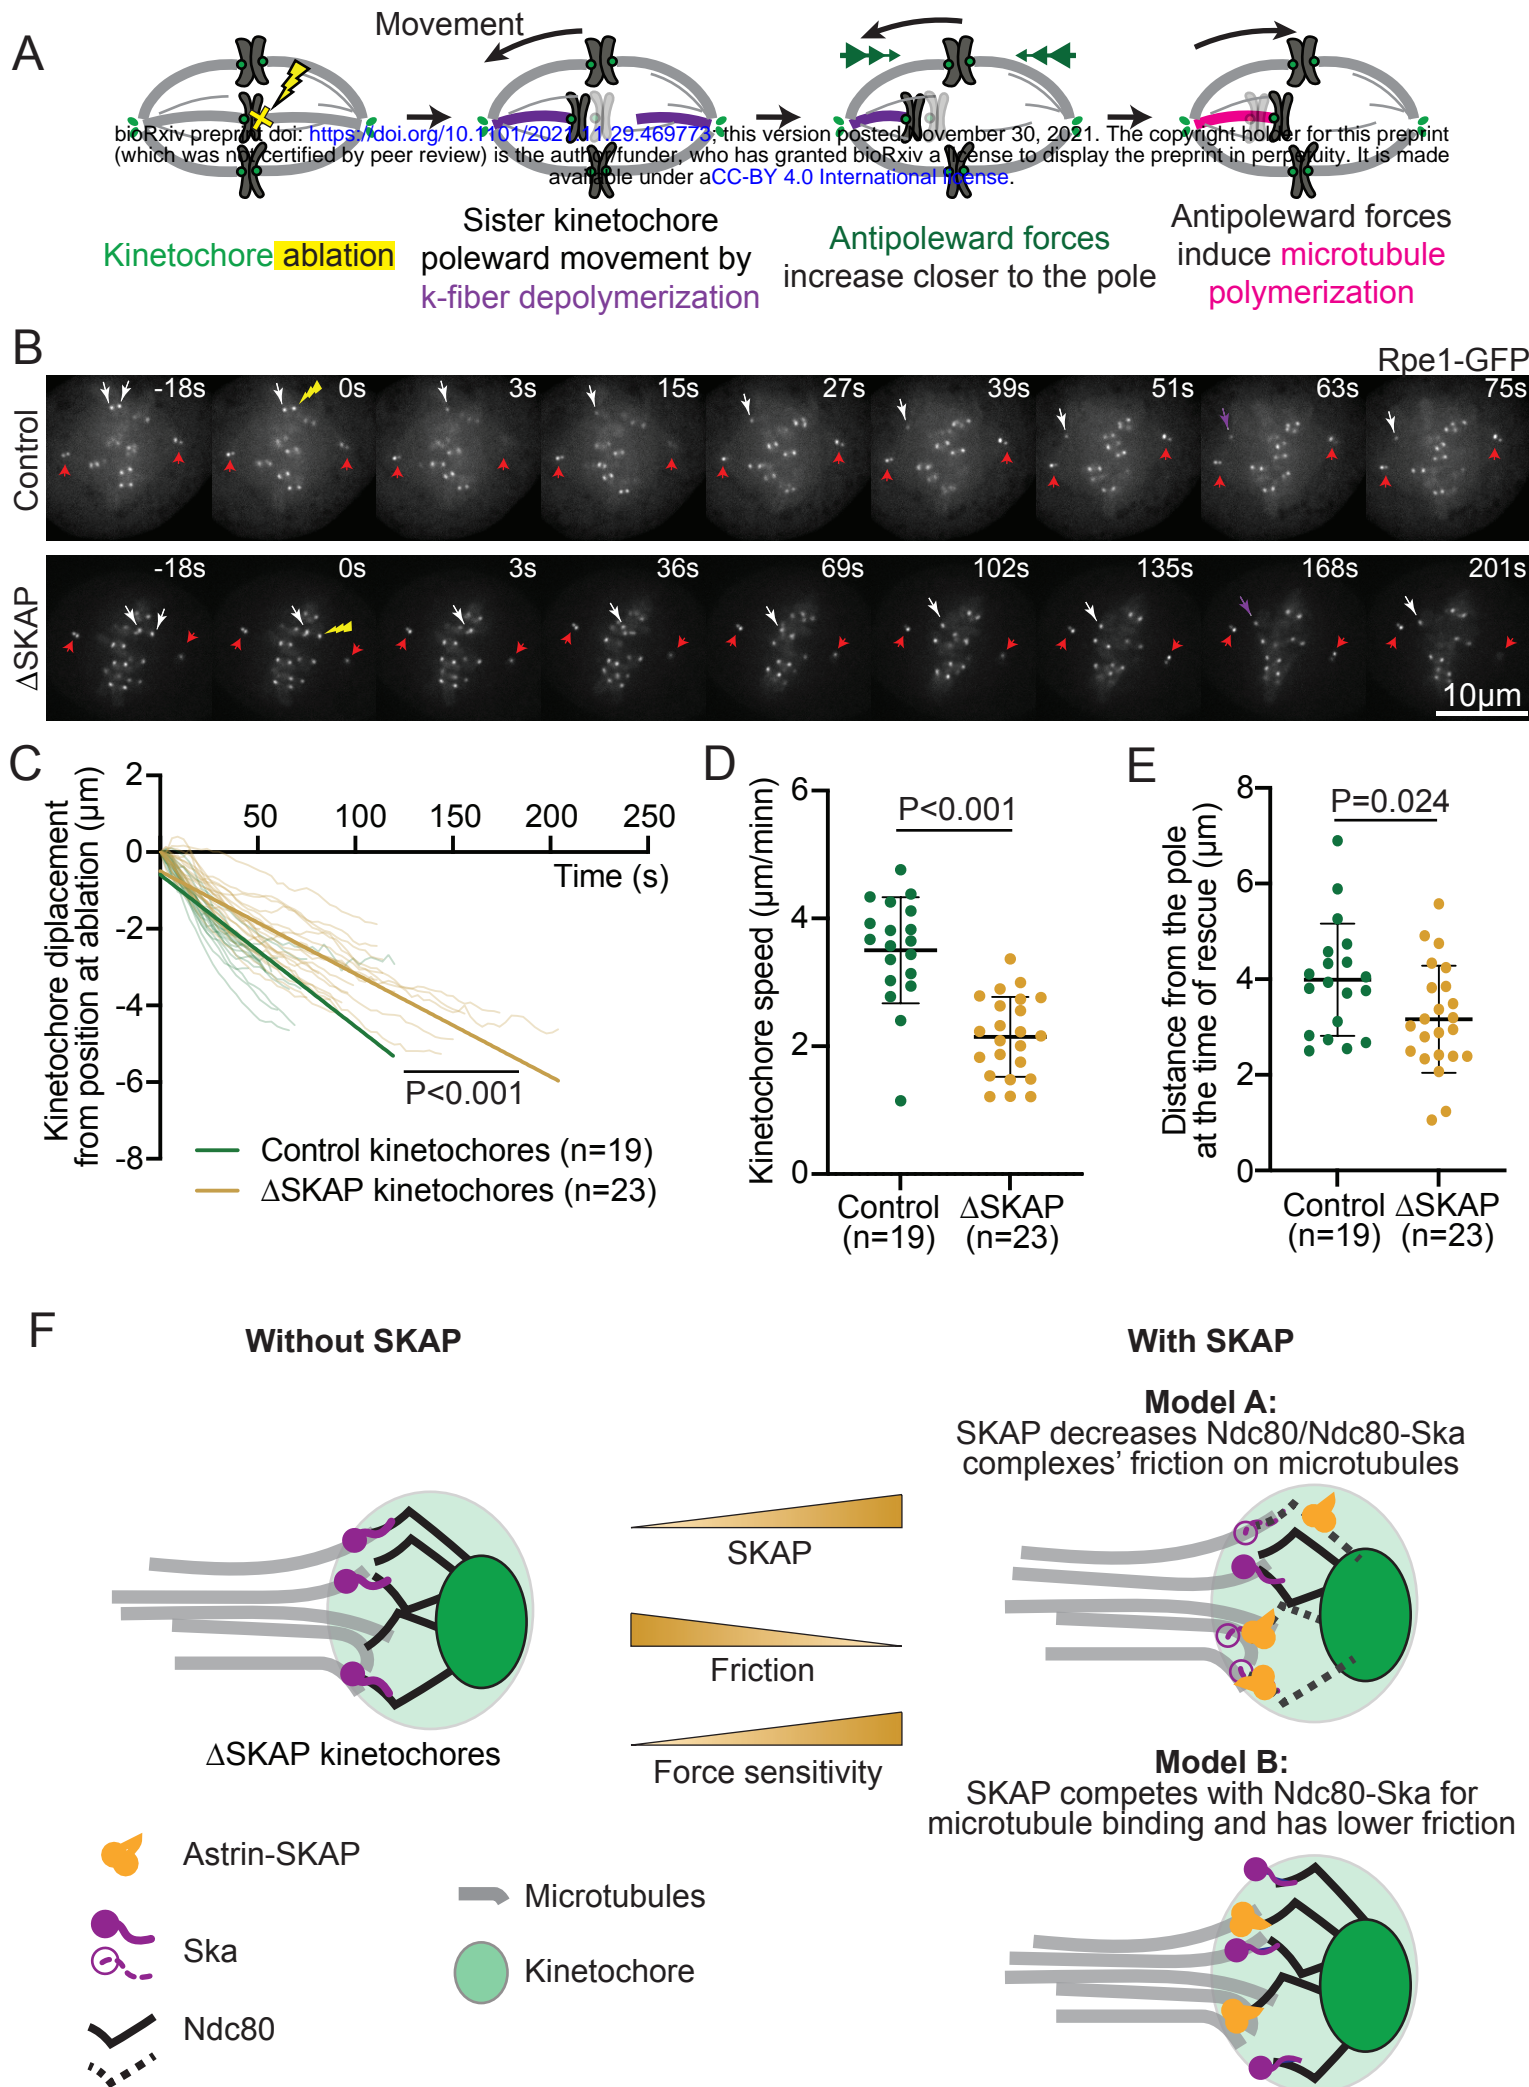 A
Movement
bioRxiv preprint doi: https://doi.org/10.1101/2021.11.29.469773; this version posted November 30, 2021. The copyright holder for this preprint
(which was not certified by peer review) is the author/funder, who has granted bioRxiv a license to display the preprint in perpetuity. It is made
available under aCC-BY 4.0 International license.
Kinetochore ablation
Sister kinetochore
poleward movement by
k-fiber depolymerization
Antipoleward forces
increase closer to the pole
Antipoleward forces
induce microtubule
polymerization
B
Rpe1-GFP
Control
-18s 0s 3s 15s 27s 39s 51s 63s 75s
ΔSKAP
-18s 0s 3s 36s 69s 102s 135s 168s 201s
10µm
C
Kinetochore diplacement
from position at ablation (µm)
2
0
-2
-4
-6
-8
50 100 150 200 250
Time (s)
P<0.001
Control kinetochores (n=19)
ΔSKAP kinetochores (n=23)
D
Kinetochore speed (µm/minn)
6
4
2
0
P<0.001
Control ΔSKAP
(n=19) (n=23)
E
Distance from the pole
at the time of rescue (µm)
8
6
4
2
0
P=0.024
Control ΔSKAP
(n=19) (n=23)
F
Without SKAP
ΔSKAP kinetochores
SKAP
Friction
Force sensitivity
With SKAP
Model A:
SKAP decreases Ndc80/Ndc80-Ska
complexes' friction on microtubules
Model B:
SKAP competes with Ndc80-Ska for
microtubule binding and has lower friction
Astrin-SKAP
Ska
Ndc80
Microtubules
Kinetochore